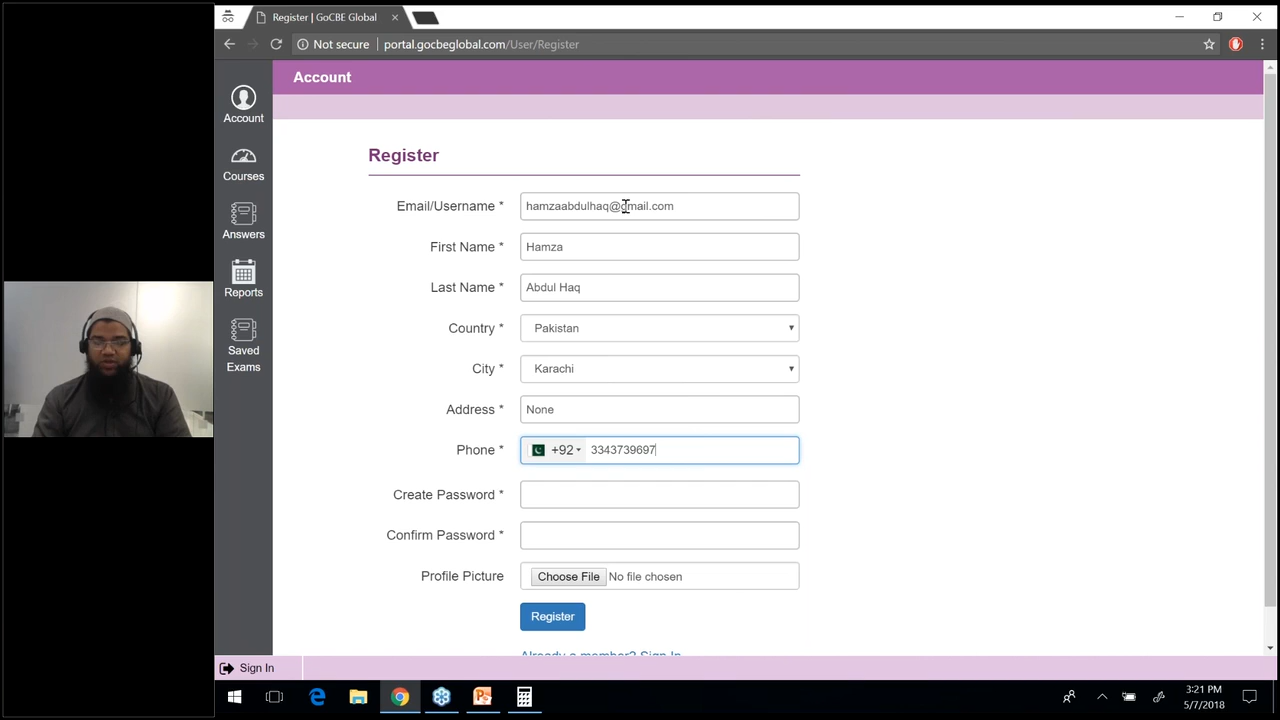 Register | GoCBE Global
Not secure portal.gocbeglobal.com/User/Register
Account
Account
Courses
Answers
Reports
Saved
Exams
Register
Email/Username * hamzaabdulhaq@gmail.com
First Name * Hamza
Last Name * Abdul Haq
Country * Pakistan
City * Karachi
Address * None
Phone * +92 3343739697
Create Password *
Confirm Password *
Profile Picture Choose File No file chosen
Register
Already a member? Sign In
Sign In
3:21 PM
5/7/2018